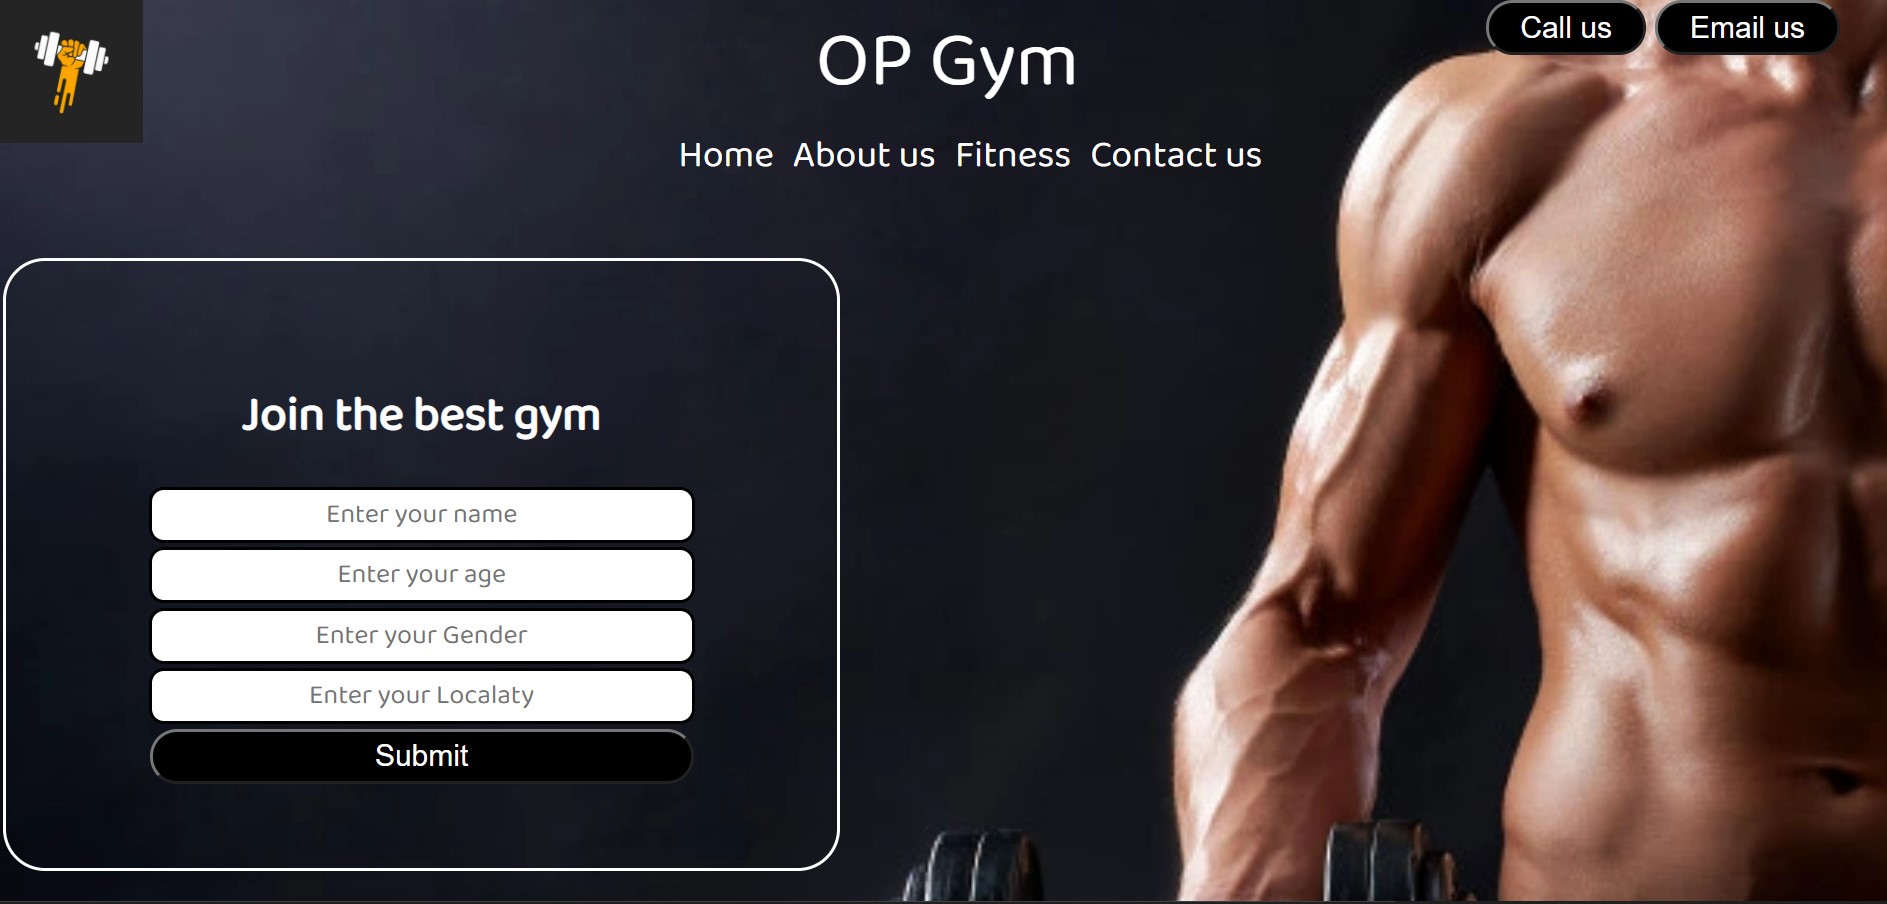 OP Gym
Call us
Email us
Home About us Fitness Contact us
Join the best gym
Enter your name
Enter your age
Enter your Gender
Enter your Localaty
Submit